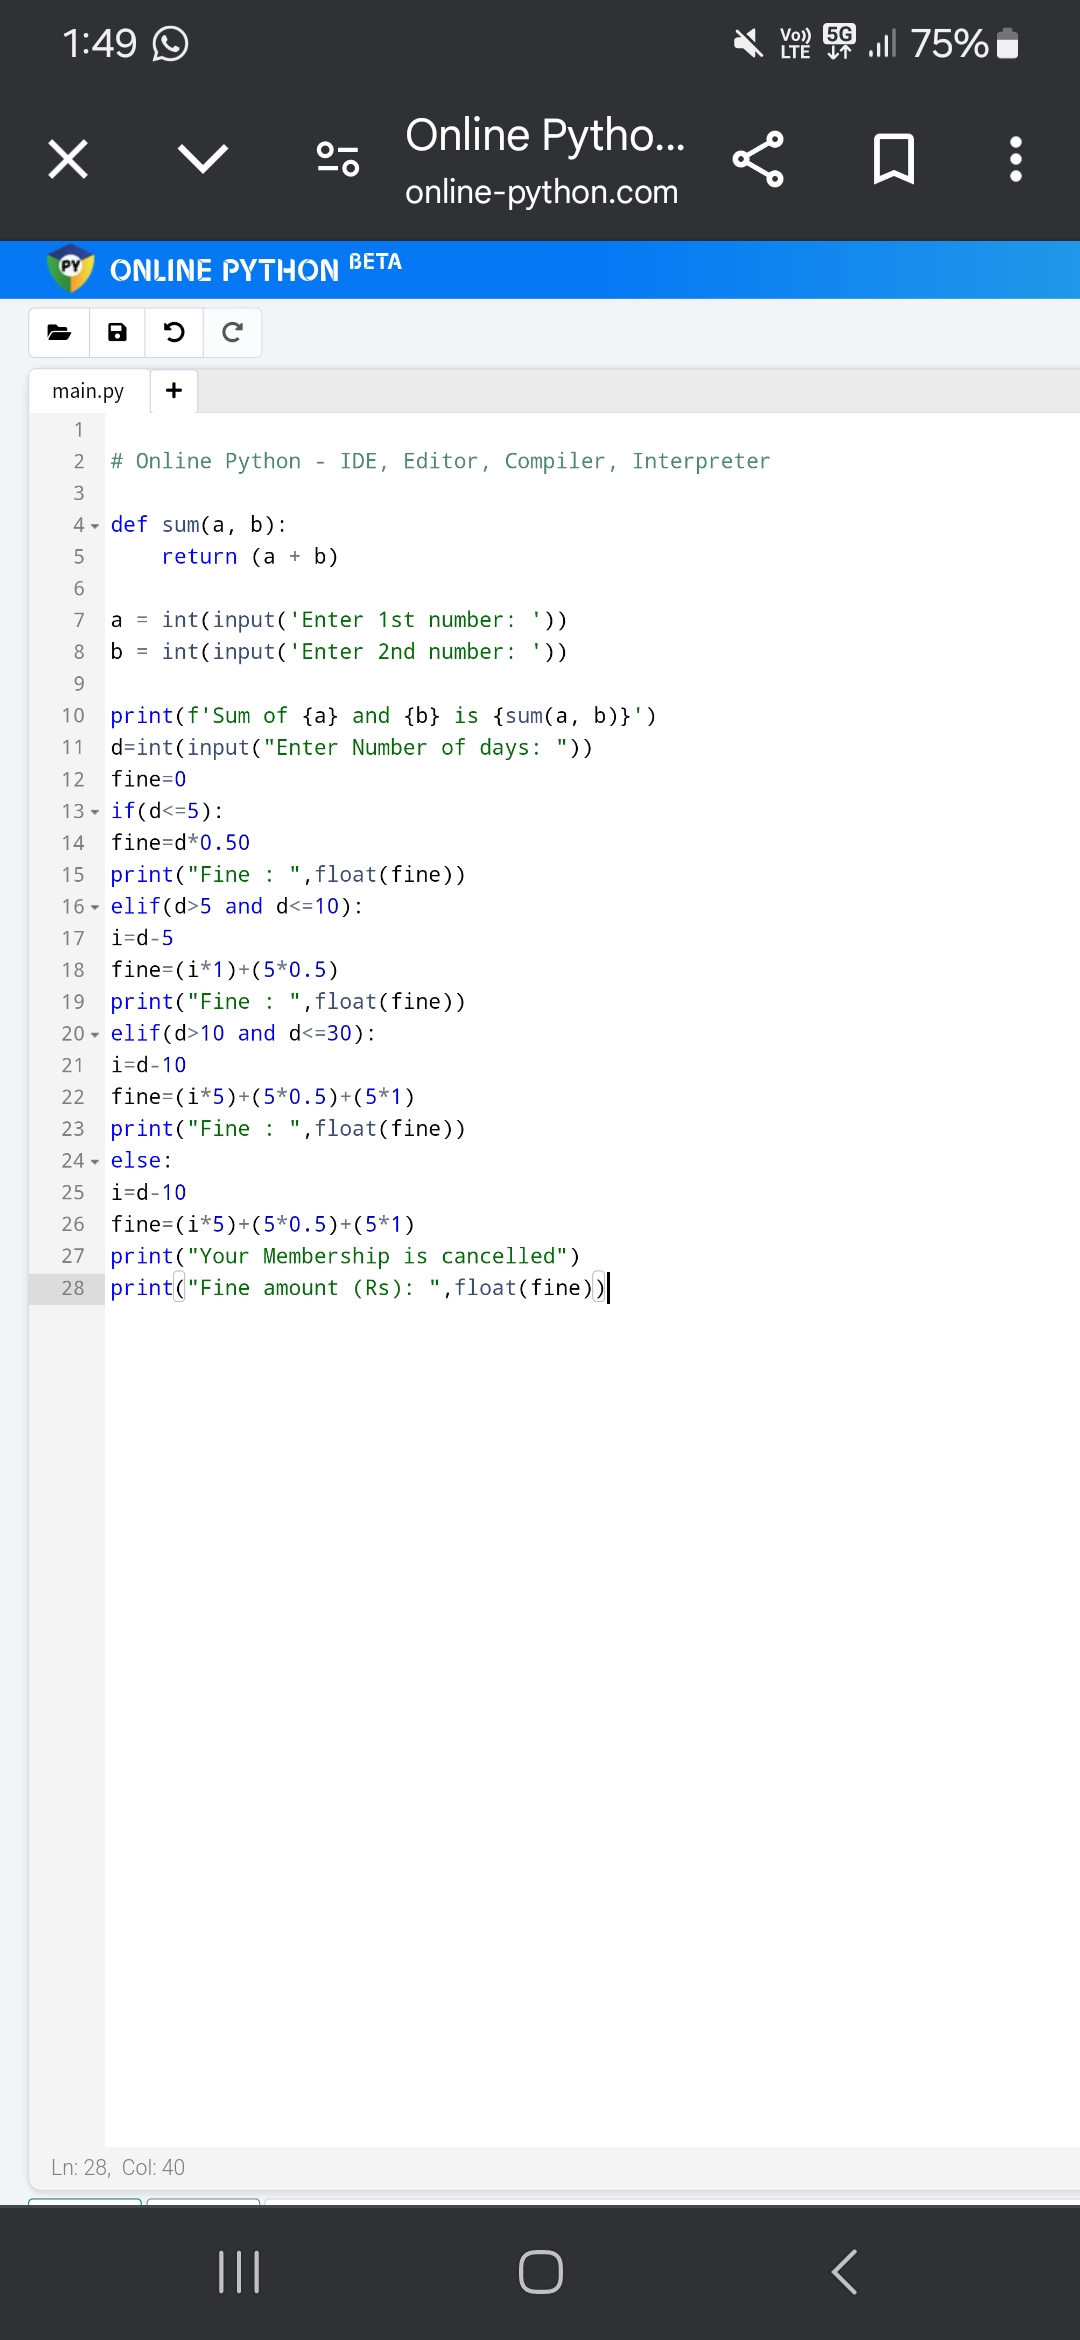 1:49 Vo)) LTE 5G 75%
Online Pytho...
online-python.com
PY ONLINE PYTHON BETA
main.py +
1
2 # Online Python - IDE, Editor, Compiler, Interpreter
3
4 def sum(a, b):
5     return (a + b)
6
7 a = int(input('Enter 1st number: '))
8 b = int(input('Enter 2nd number: '))
9
10 print(f'Sum of {a} and {b} is {sum(a, b)}')
11 d=int(input("Enter Number of days: "))
12 fine=0
13 if(d<=5):
14 fine=d*0.50
15 print("Fine : ",float(fine))
16 elif(d>5 and d<=10):
17 i=d-5
18 fine=(i*1)+(5*0.5)
19 print("Fine : ",float(fine))
20 elif(d>10 and d<=30):
21 i=d-10
22 fine=(i*5)+(5*0.5)+(5*1)
23 print("Fine : ",float(fine))
24 else:
25 i=d-10
26 fine=(i*5)+(5*0.5)+(5*1)
27 print("Your Membership is cancelled")
28 print("Fine amount (Rs): ",float(fine))
Ln: 28, Col: 40